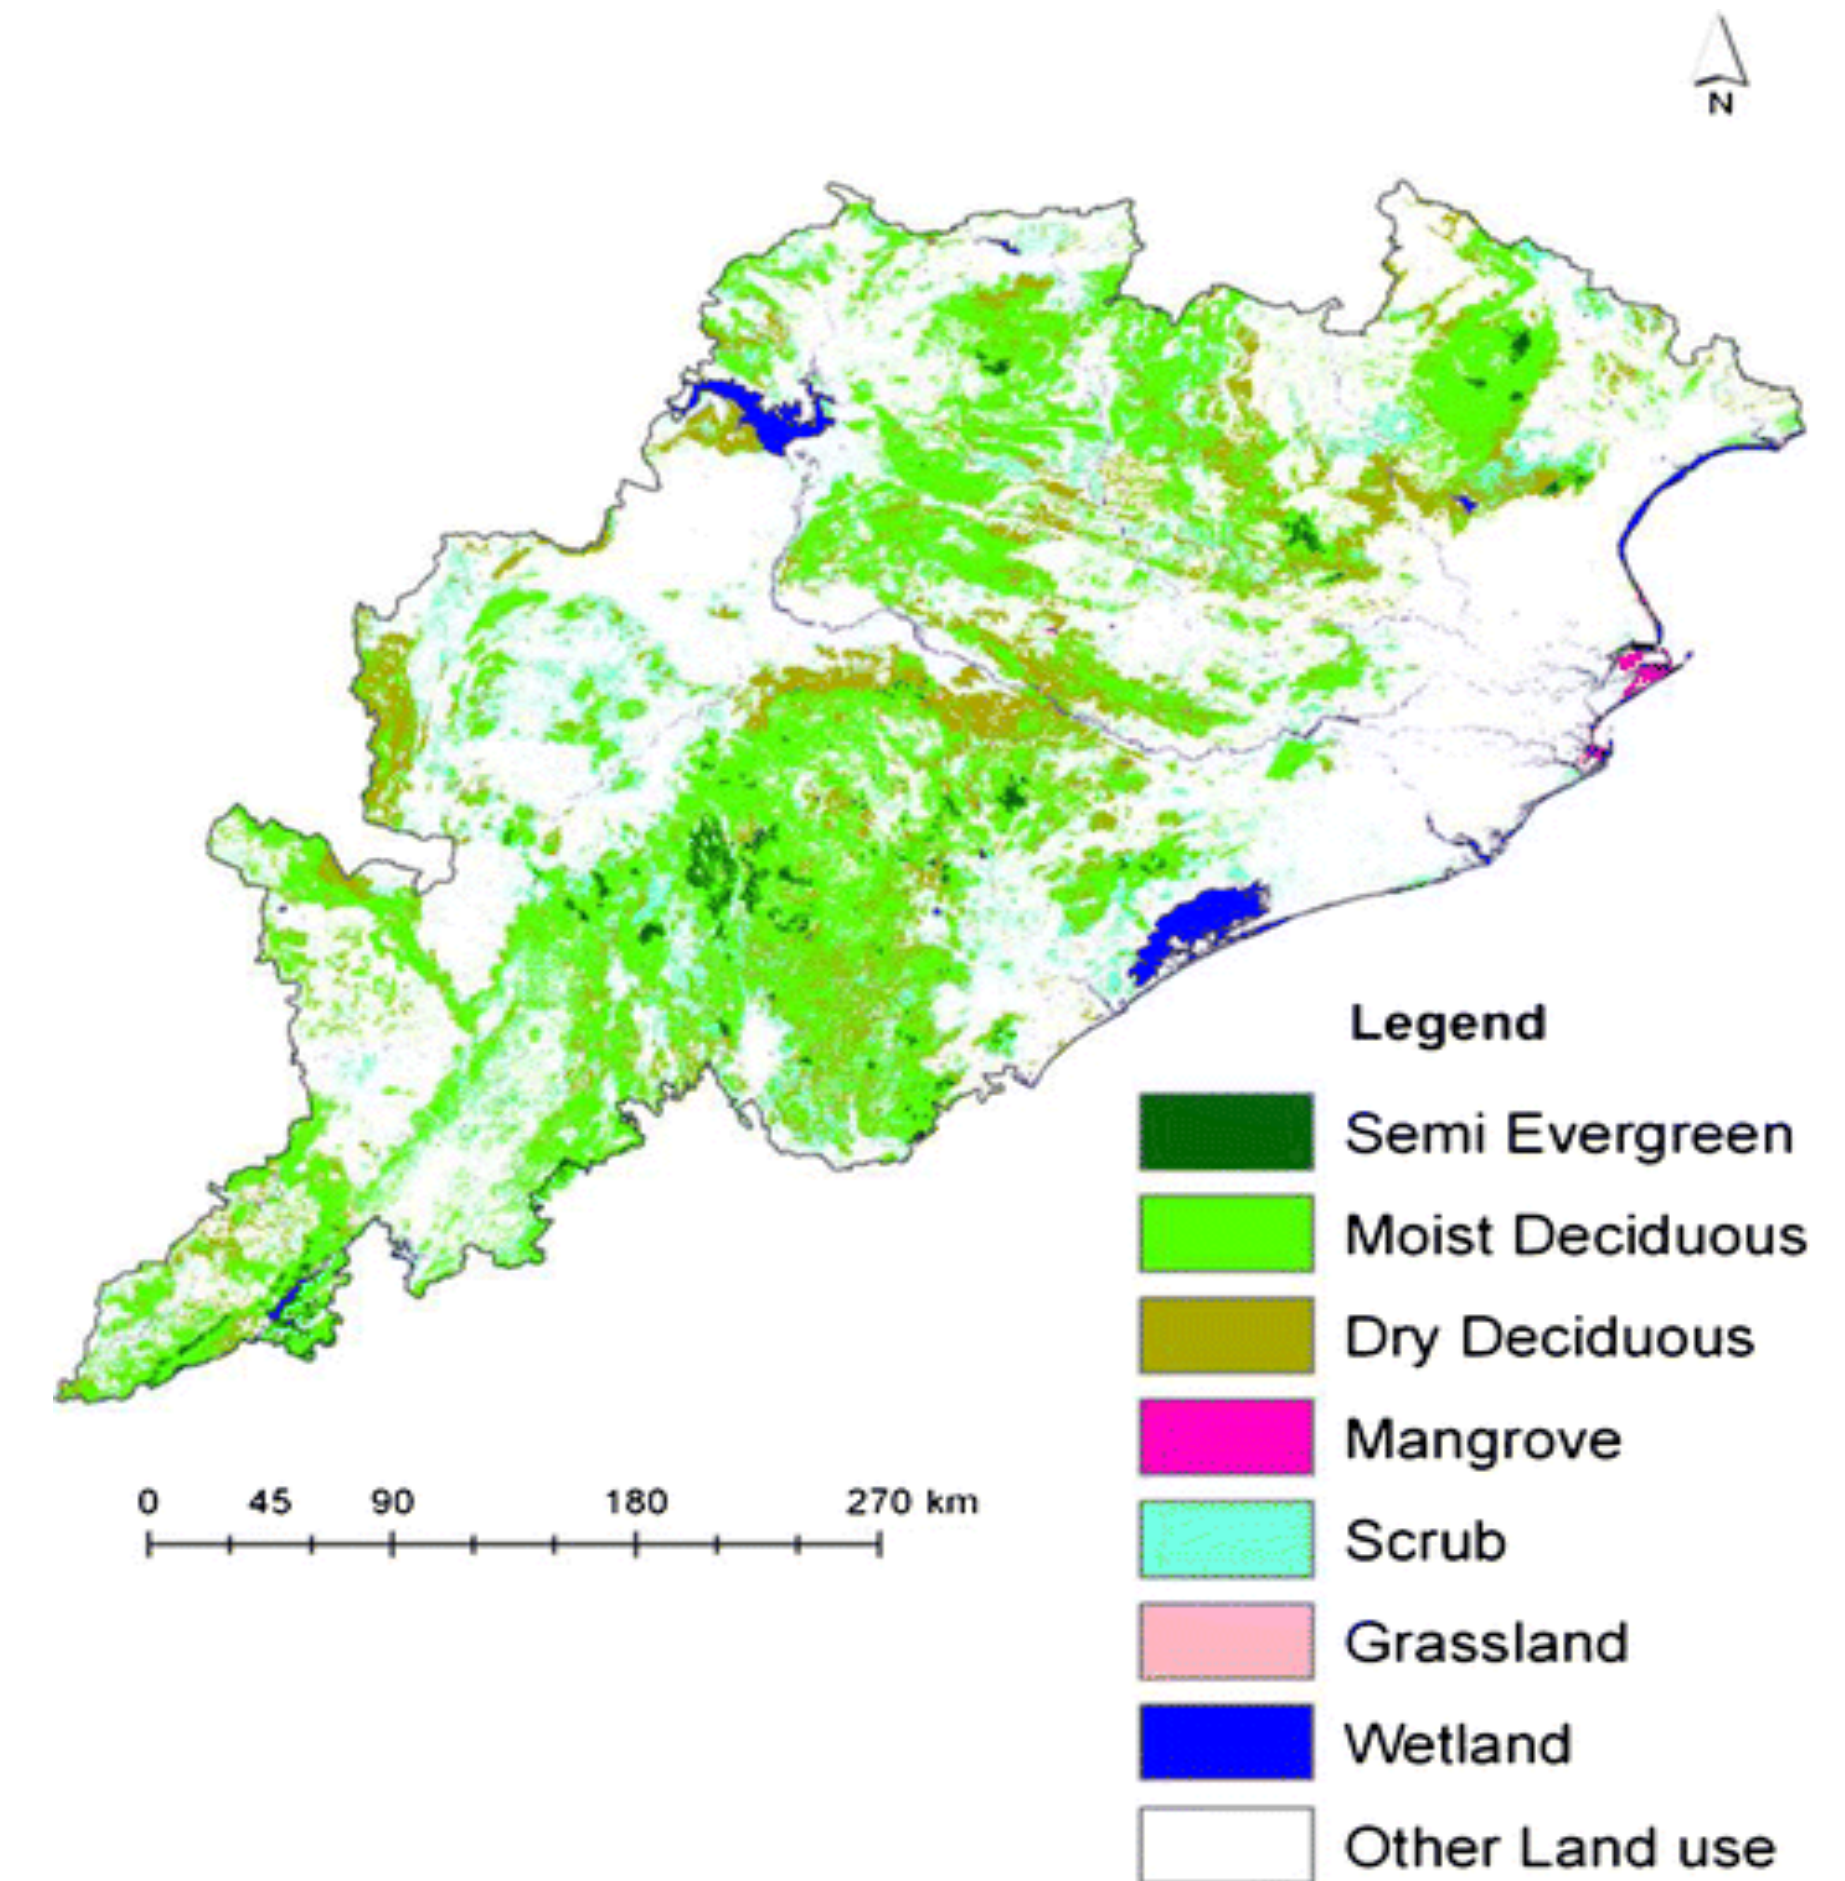 N
Legend
Semi Evergreen
Moist Deciduous
Dry Deciduous
Mangrove
Scrub
Grassland
Wetland
Other Land use
0 45 90 180 270 km